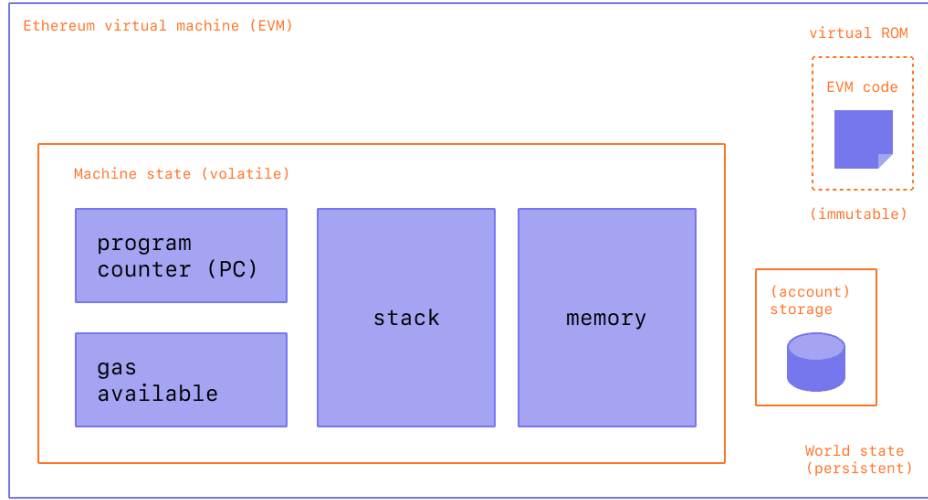 Ethereum virtual machine (EVM)
virtual ROM
EVM code
(immutable)
Machine state (volatile)
program
counter (PC)
gas
available
stack
memory
(account)
storage
World state
(persistent)